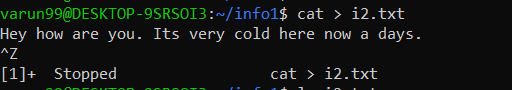 varun99@DESKTOP-9SRSOI3:~/info1$ cat > i2.txt
Hey how are you. Its very cold here now a days.
^Z
[1]+  Stopped                 cat > i2.txt